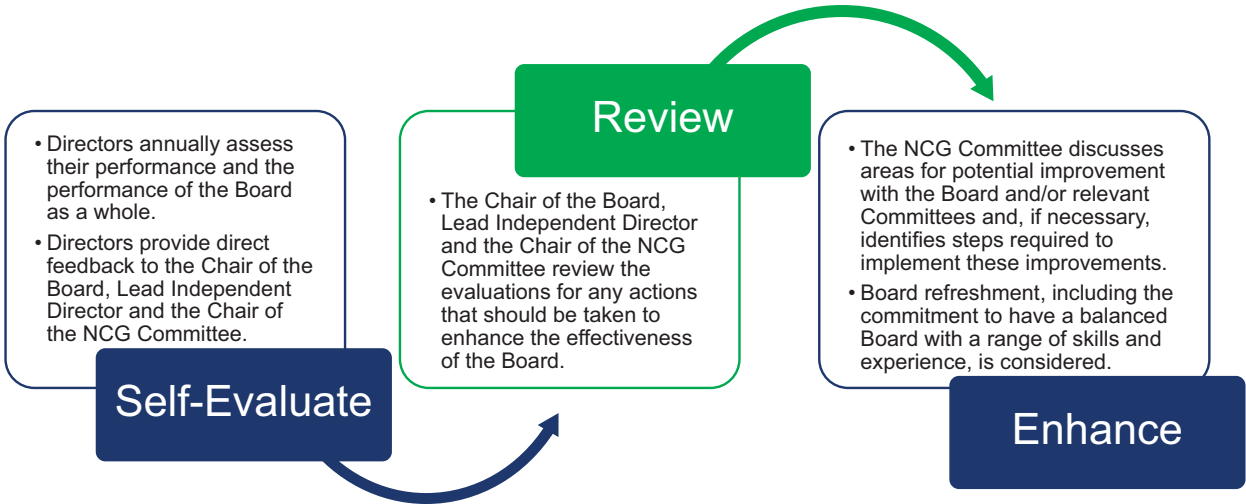 • Directors annually assess
their performance and the
performance of the Board
as a whole.
• Directors provide direct
feedback to the Chair of the
Board, Lead Independent
Director and the Chair of
the NCG Committee.
Self-Evaluate
Review
• The Chair of the Board,
Lead Independent Director
and the Chair of the NCG
Committee review the
evaluations for any actions
that should be taken to
enhance the effectiveness
of the Board.
• The NCG Committee discusses
areas for potential improvement
with the Board and/or relevant
Committees and, if necessary,
identifies steps required to
implement these improvements.
• Board refreshment, including the
commitment to have a balanced
Board with a range of skills and
experience, is considered.
Enhance